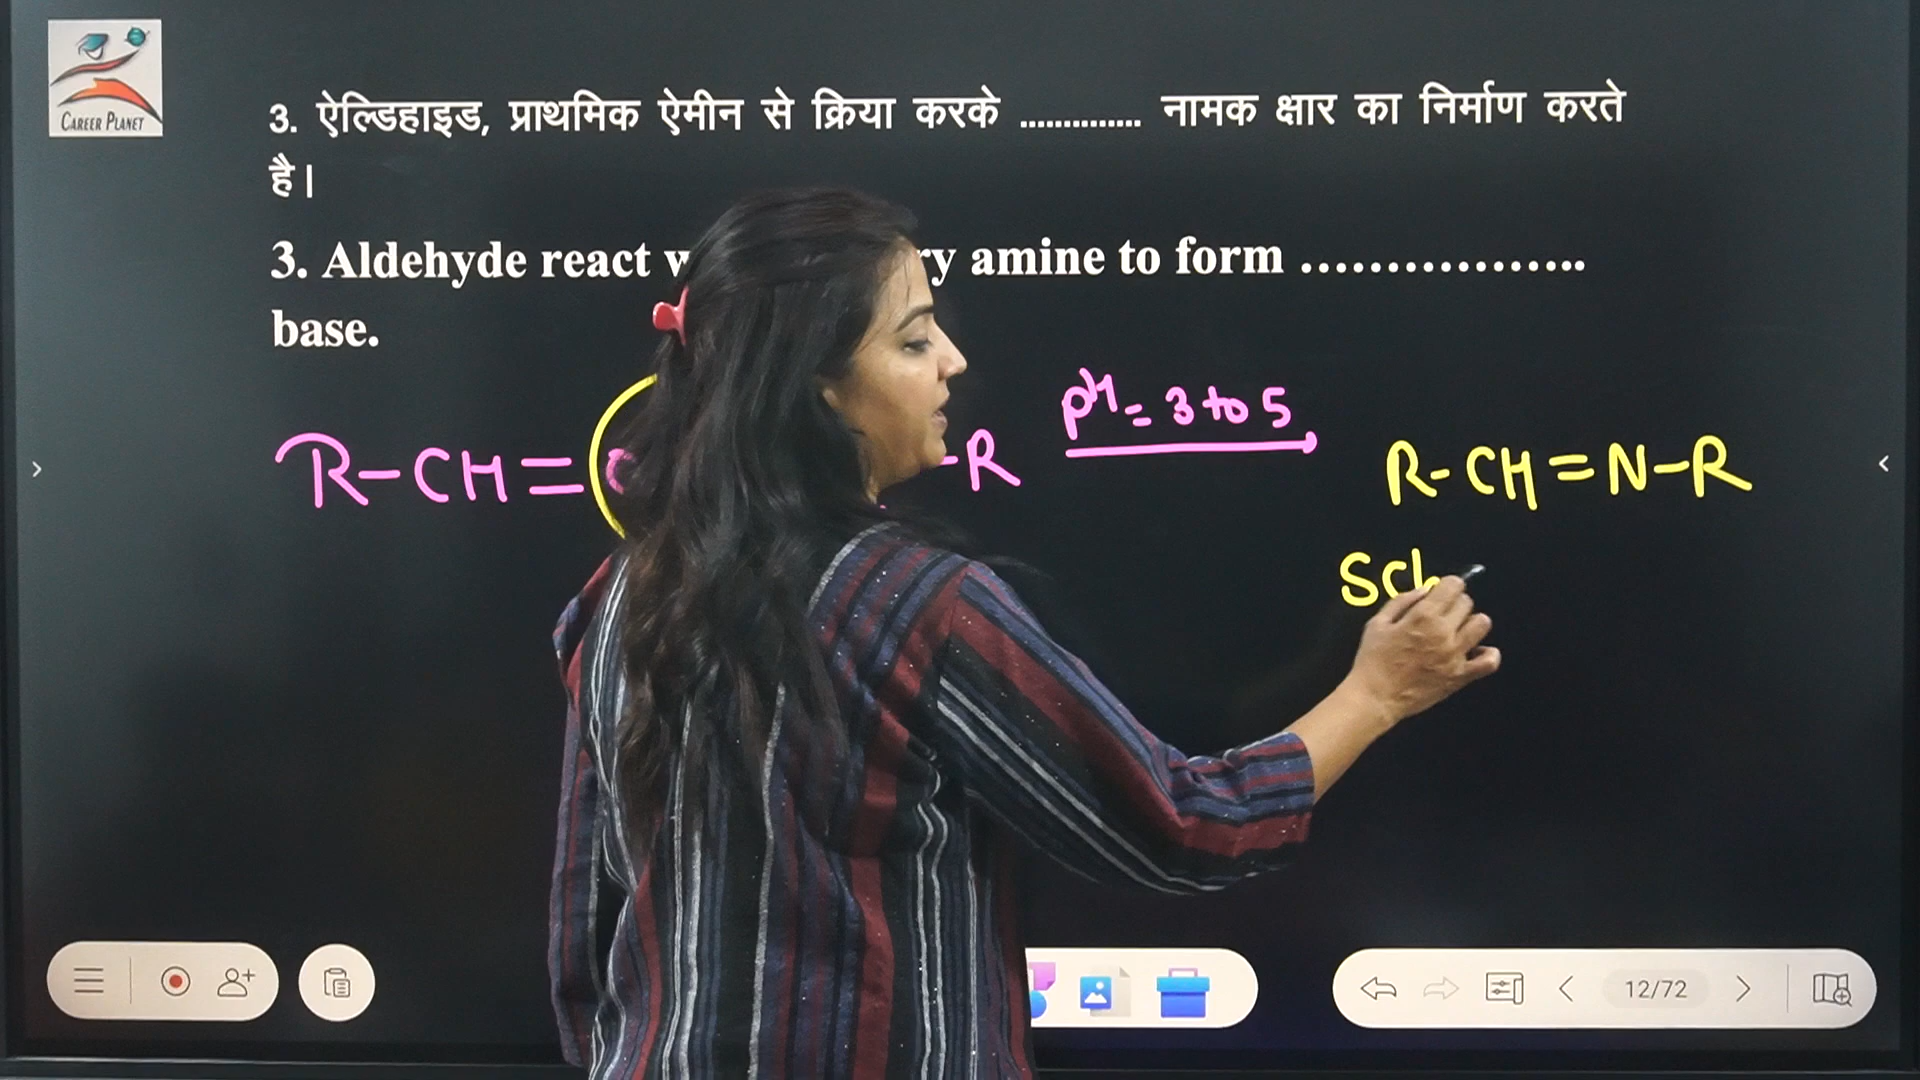 CAREER PLANET
3. ऐल्डिहाइड, प्राथमिक ऐमीन से क्रिया करके .............. नामक क्षार का निर्माण करते
है।
3. Aldehyde react amine to form ………………..
base.
pH = 3 to 5
R-CH= -R R-CH=N-R
Sch
12/72